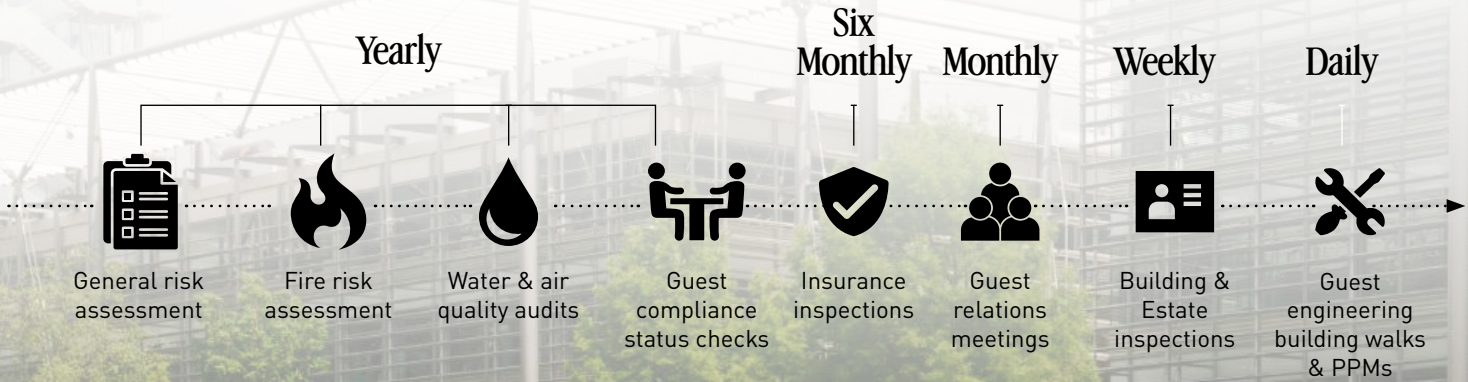 Yearly
Six
Monthly
Monthly
Weekly
Daily
General risk
assessment
Fire risk
assessment
Water & air
quality audits
Guest
compliance
status checks
Insurance
inspections
Guest
relations
meetings
Building &
Estate
inspections
Guest
engineering
building walks
& PPMs